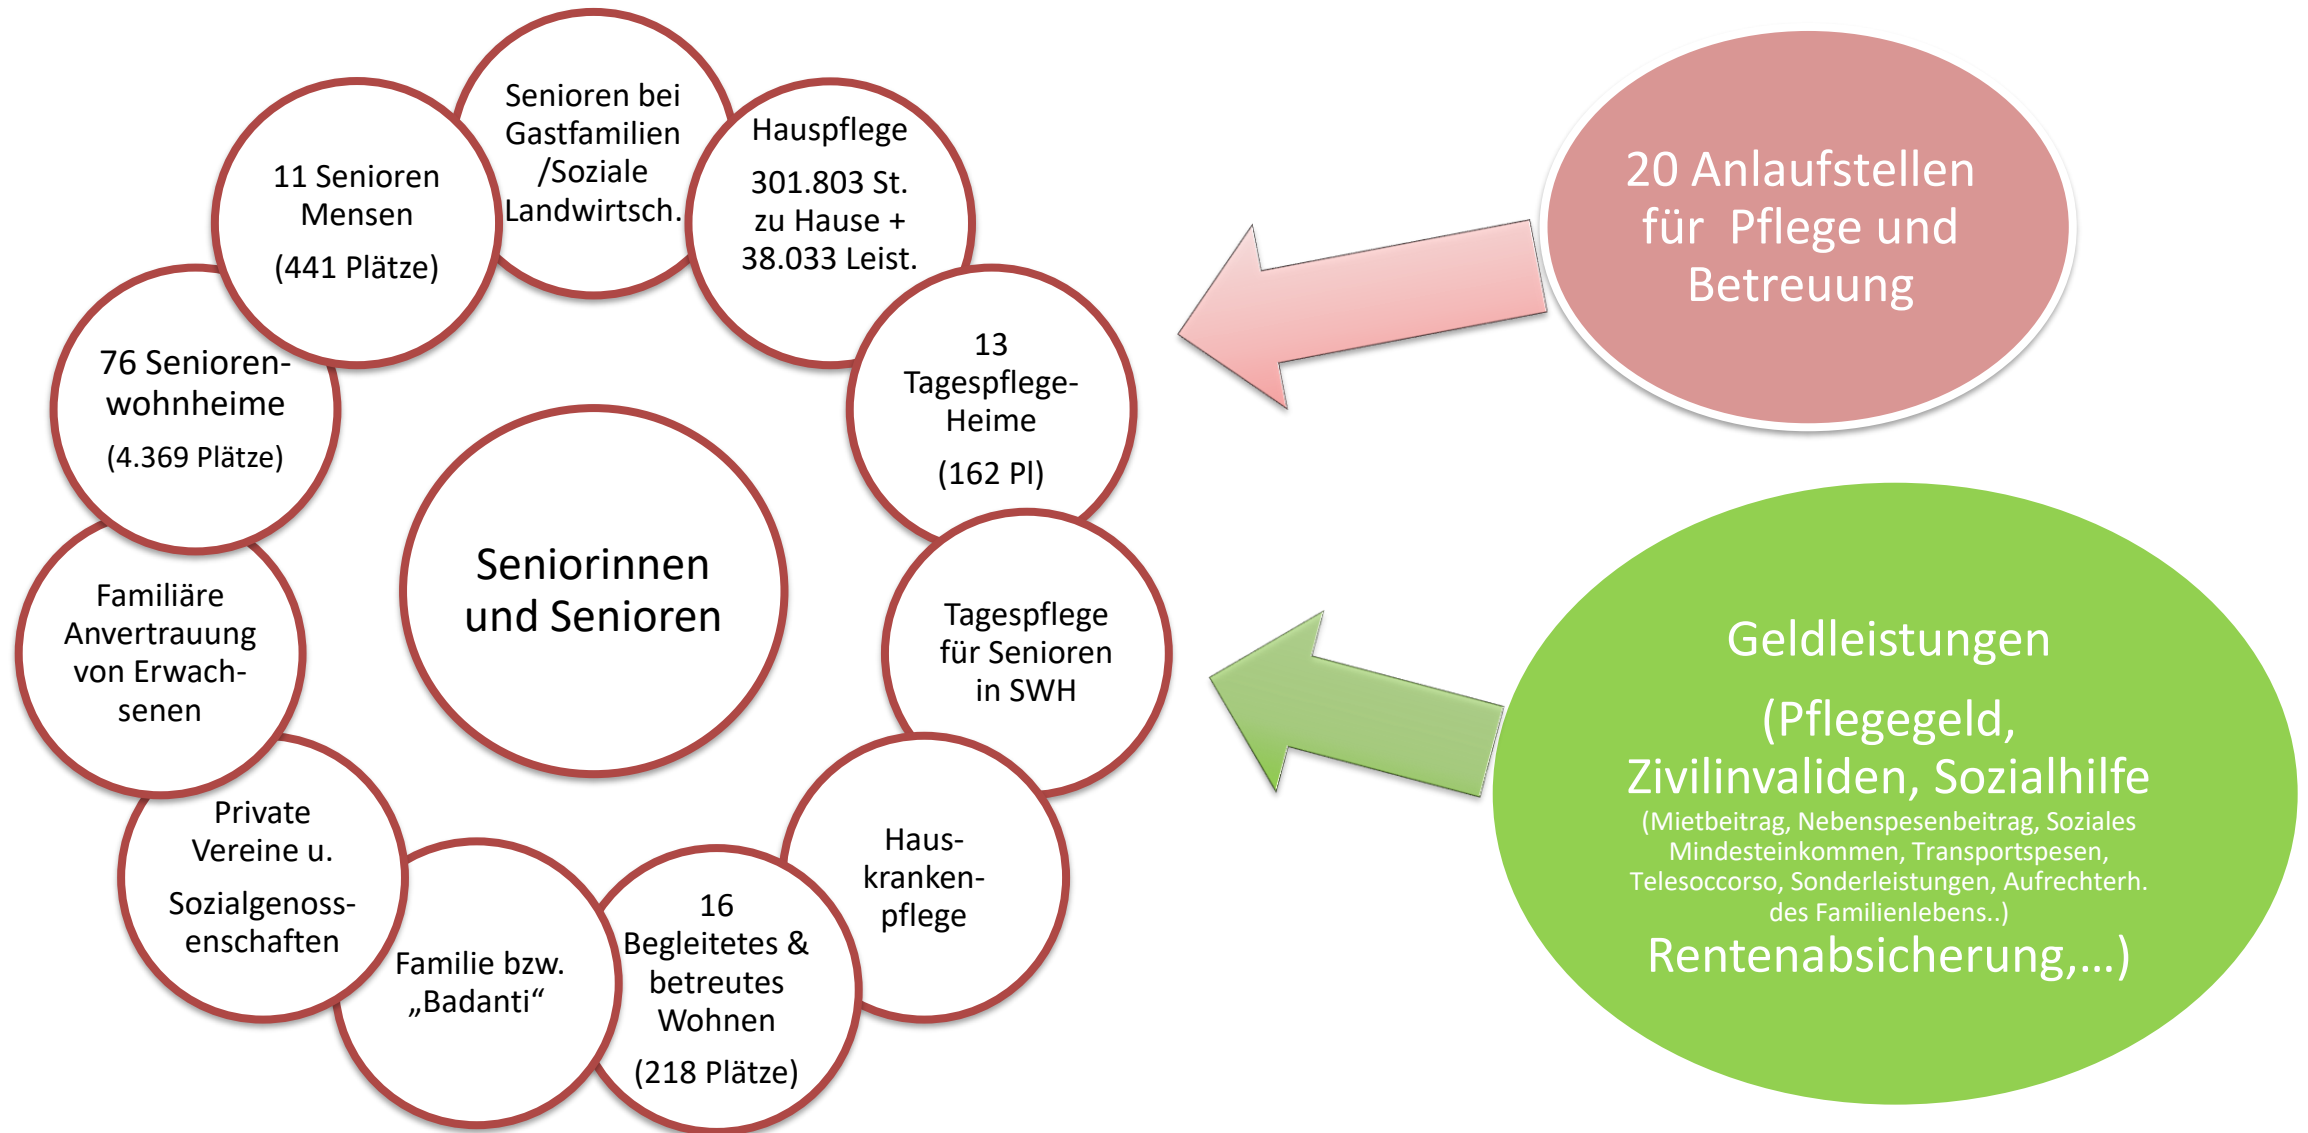 Senioren bei
Gastfamilien
/Soziale
Landwirtsch.
Hauspflege
301.803 St.
zu Hause +
38.033 Leist.
13
Tagespflege-
Heime
(162 Pl)
Tagespflege
für Senioren
in SWH
Haus-
kranken-
pflege
16
Begleitetes &
betreutes
Wohnen
(218 Plätze)
Familie bzw.
„Badanti“
Private
Vereine u.
Sozialgenoss-
enschaften
Familiäre
Anvertrauung
von Erwach-
senen
76 Senioren-
wohnheime
(4.369 Plätze)
11 Senioren
Mensen
(441 Plätze)
Seniorinnen
und Senioren
20 Anlaufstellen
für Pflege und
Betreuung
Geldleistungen
(Pflegegeld,
Zivilinvaliden, Sozialhilfe
(Mietbeitrag, Nebenspesenbeitrag, Soziales
Mindesteinkommen, Transportspesen,
Telesoccorso, Sonderleistungen, Aufrechterh.
des Familienlebens..)
Rentenabsicherung,...)